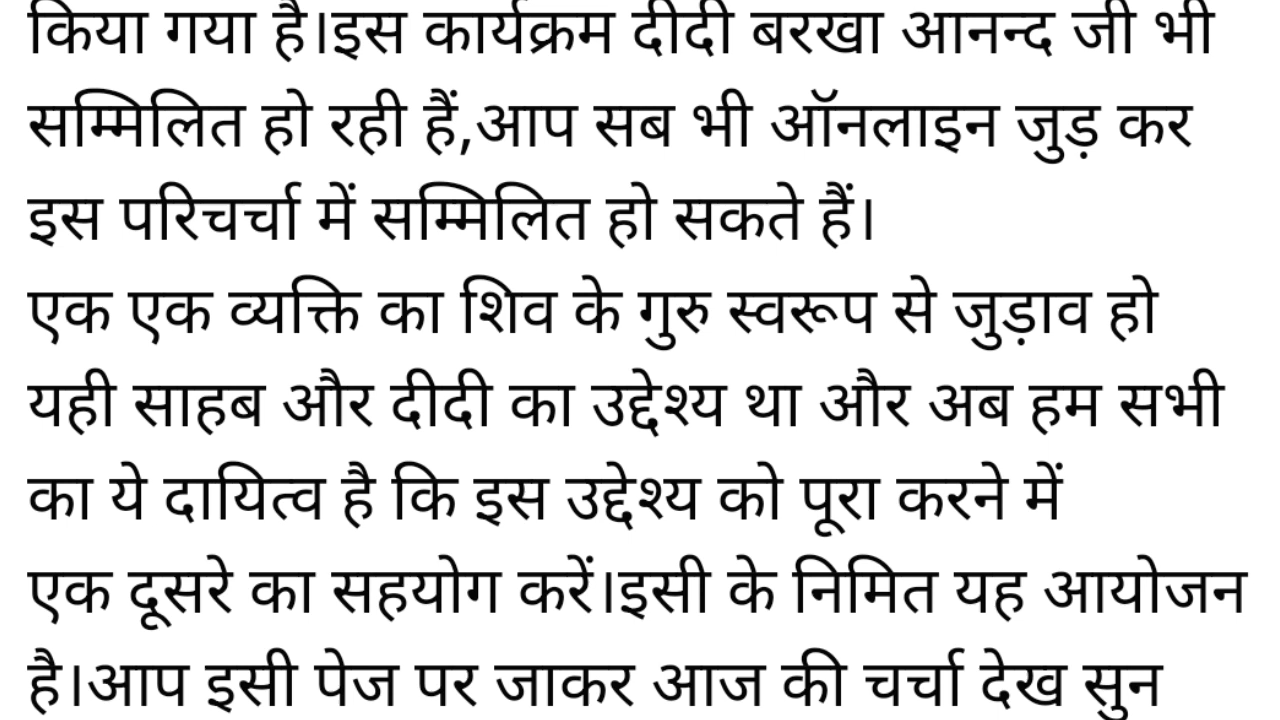 किया गया है।इस कार्यक्रम दीदी बरखा आनन्द जी भी
सम्मिलित हो रही हैं,आप सब भी ऑनलाइन जुड़ कर
इस परिचर्चा में सम्मिलित हो सकते हैं।
एक एक व्यक्ति का शिव के गुरु स्वरूप से जुड़ाव हो
यही साहब और दीदी का उद्देश्य था और अब हम सभी
का ये दायित्व है कि इस उद्देश्य को पूरा करने में
एक दूसरे का सहयोग करें।इसी के निमित यह आयोजन
है।आप इसी पेज पर जाकर आज की चर्चा देख सुन